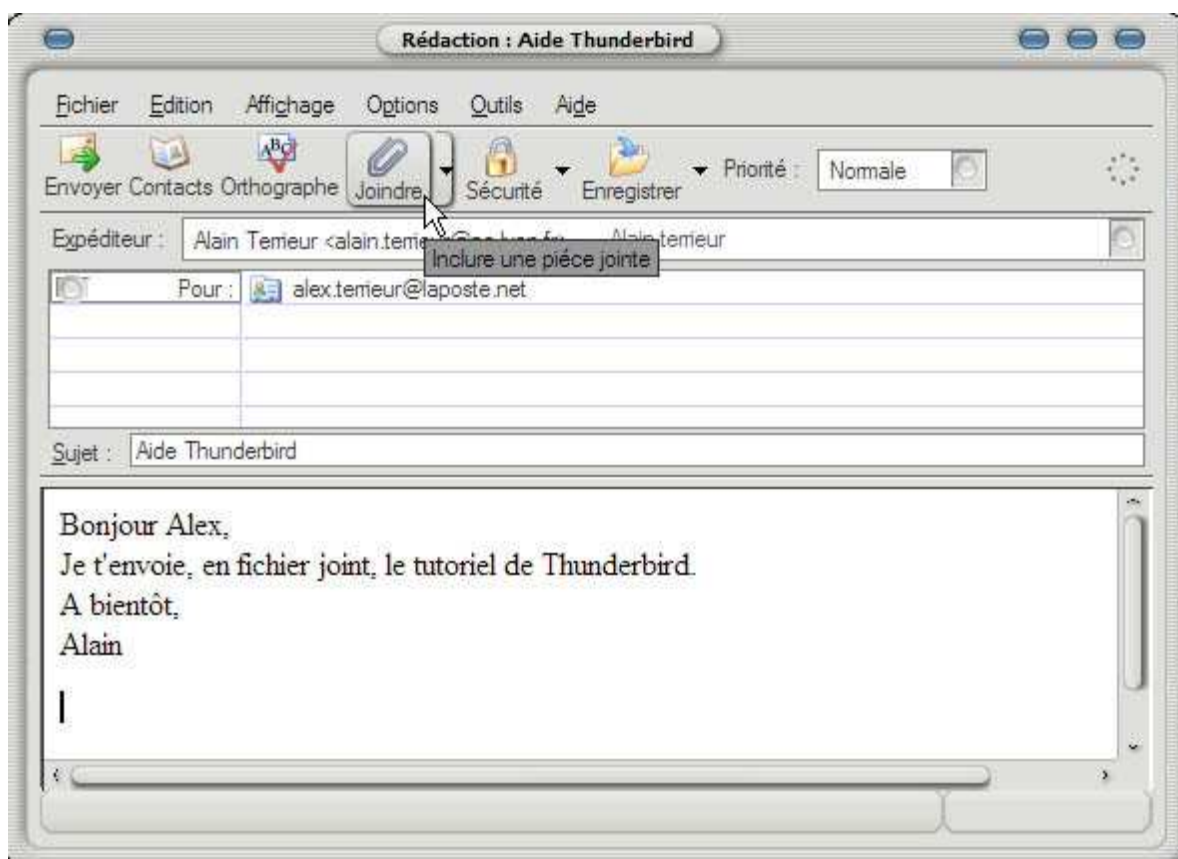 Rédaction : Aide Thunderbird
Fichier Edition Affichage Options Outils Aide
Envoyer Contacts Orthographe Joindre Sécurité Enregistrer Priorité : Normale
Expéditeur : Alain Terrieur Alain terrieur
Inclure une piéce jointe
Pour : alex.terrieur@laposte.net
Sujet : Aide Thunderbird
Bonjour Alex,
Je t'envoie, en fichier joint, le tutoriel de Thunderbird.
A bientôt,
Alain